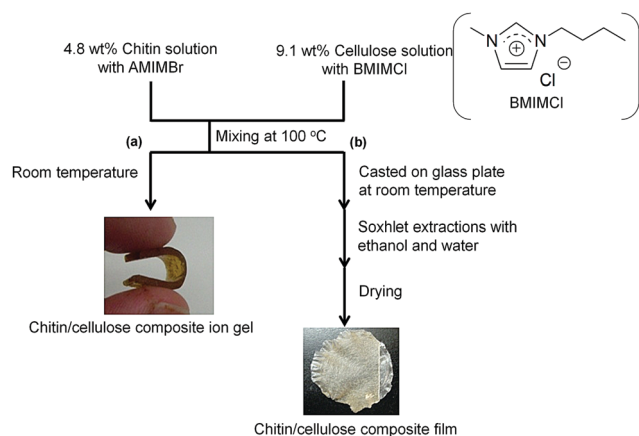 4.8 wt% Chitin solution
with AMIMBr
9.1 wt% Cellulose solution
with BMIMCl
N
N
+
Cl −
BMIMCl
(a)
Mixing at 100 ºC
(b)
Room temperature
Casted on glass plate
at room temperature
Soxhlet extractions with
ethanol and water
Drying
Chitin/cellulose composite ion gel
Chitin/cellulose composite film